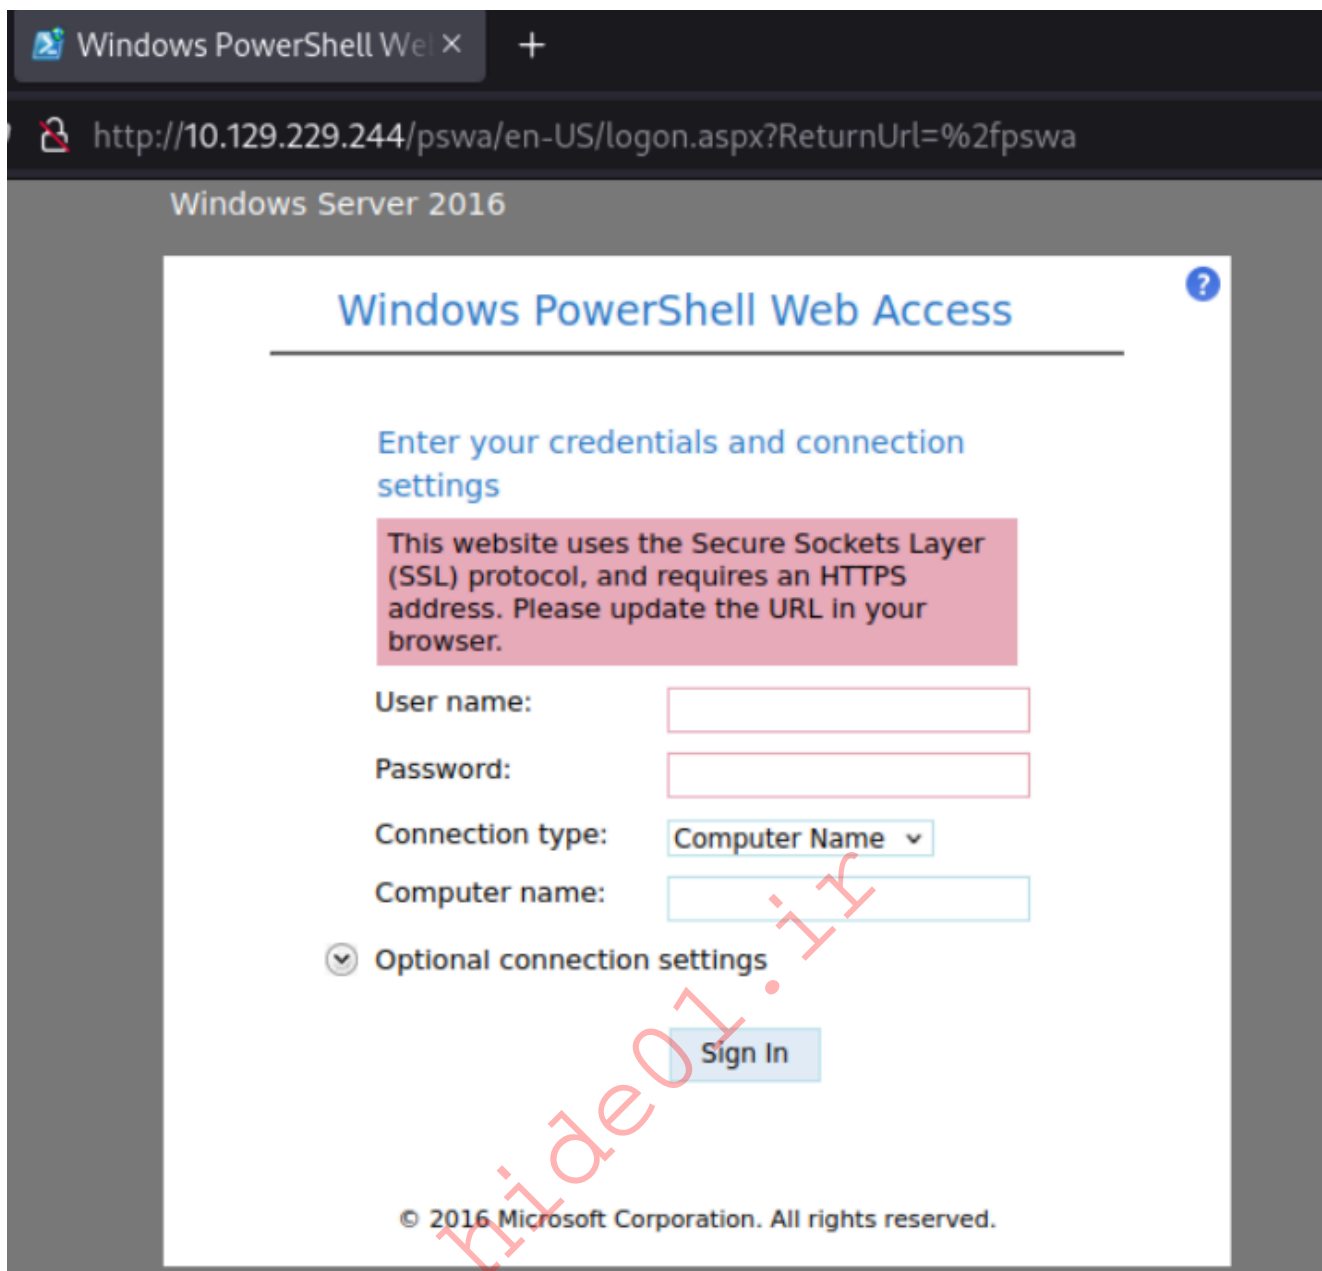 Windows PowerShell We
http://10.129.229.244/pswa/en-US/logon.aspx?ReturnUrl=%2fpswa
Windows Server 2016
?
Windows PowerShell Web Access
Enter your credentials and connection
settings
This website uses the Secure Sockets Layer
(SSL) protocol, and requires an HTTPS
address. Please update the URL in your
browser.
User name:
Password:
Connection type: Computer Name
Computer name:
Optional connection settings
Sign In
hide01.ir
© 2016 Microsoft Corporation. All rights reserved.